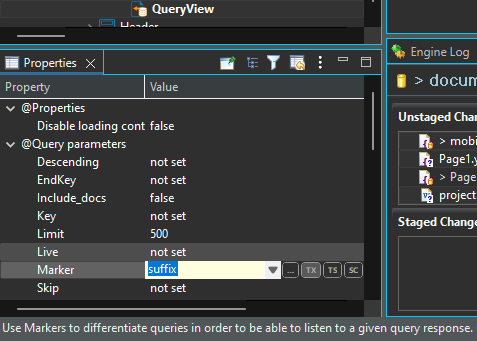 QueryView
Header
Properties
Property Value
@Properties
Disable loading cont false
@Query parameters
Descending not set
EndKey not set
Include_docs false
Key not set
Limit 500
Live not set
Marker suffix ... TX TS SC
Skip not set
Use Markers to differentiate queries in order to be able to listen to a given query response.
Engine Log
> docum
Unstaged Chan
> mobi
Page1.y
> Page
project
Staged Change